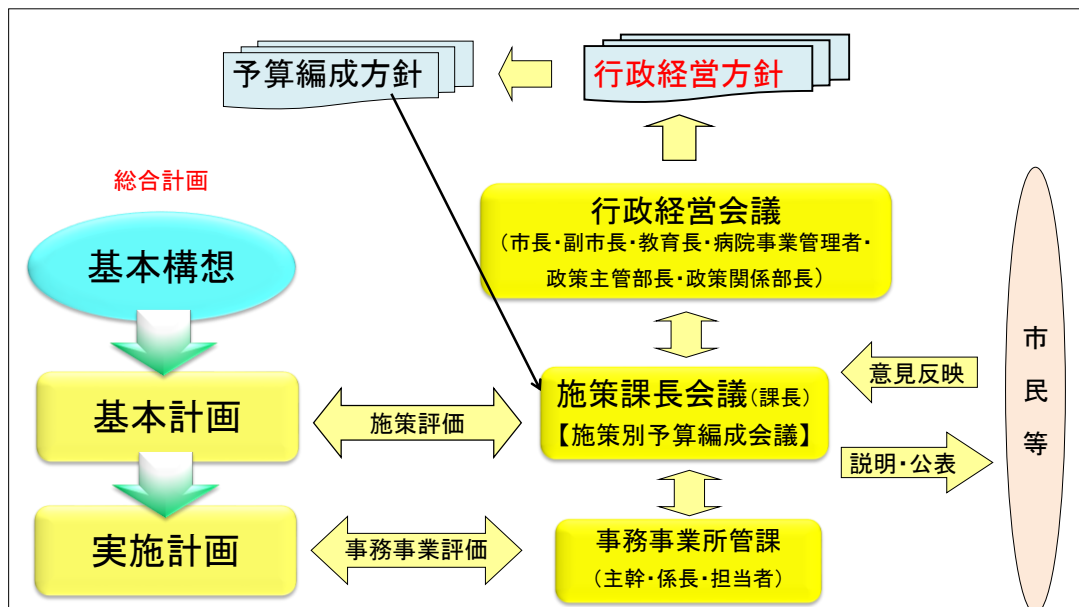 予算編成方針
行政経営方針
総合計画
行政経営会議
（市長・副市長・教育長・病院事業管理者・
政策主管部長・政策関係部長）
基本構想
市民等
意見反映
施策課長会議（課長）
【施策別予算編成会議】
基本計画
施策評価
説明・公表
実施計画
事務事業評価
事務事業所管課
（主幹・係長・担当者）